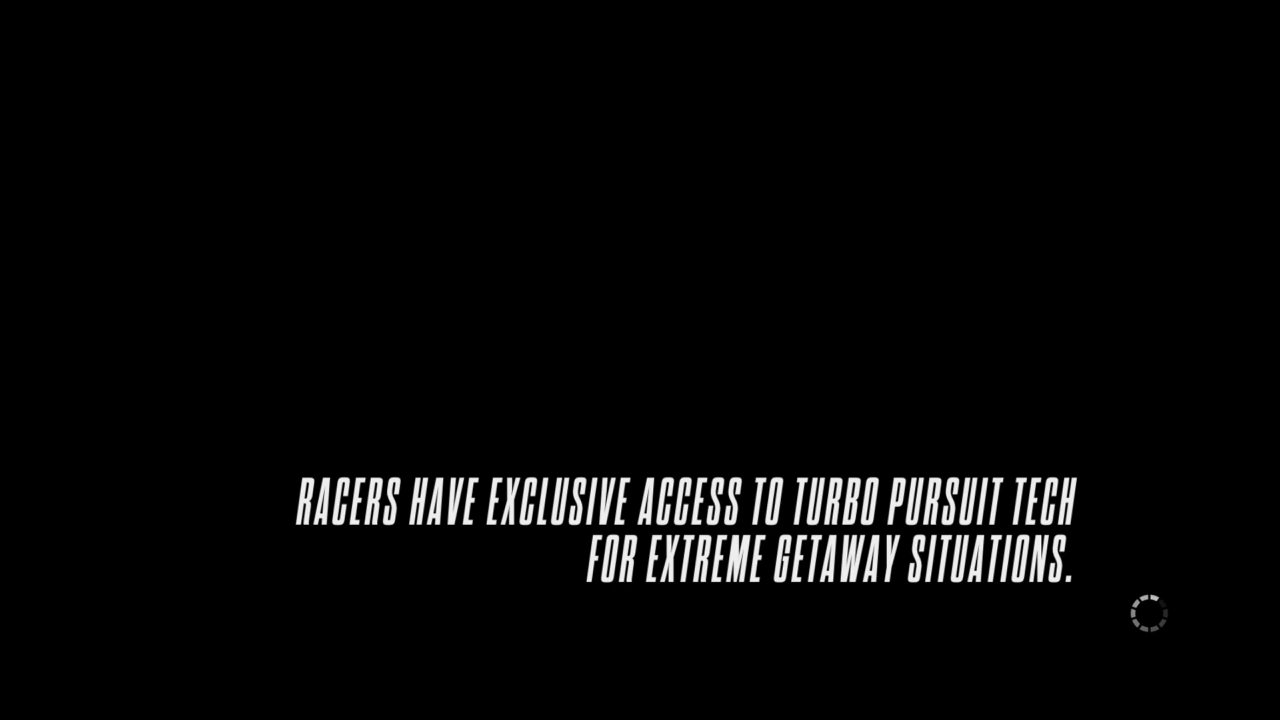 RACERS HAVE EXCLUSIVE ACCESS TO TURBO PURSUIT TECH
FOR EXTREME GETAWAY SITUATIONS.